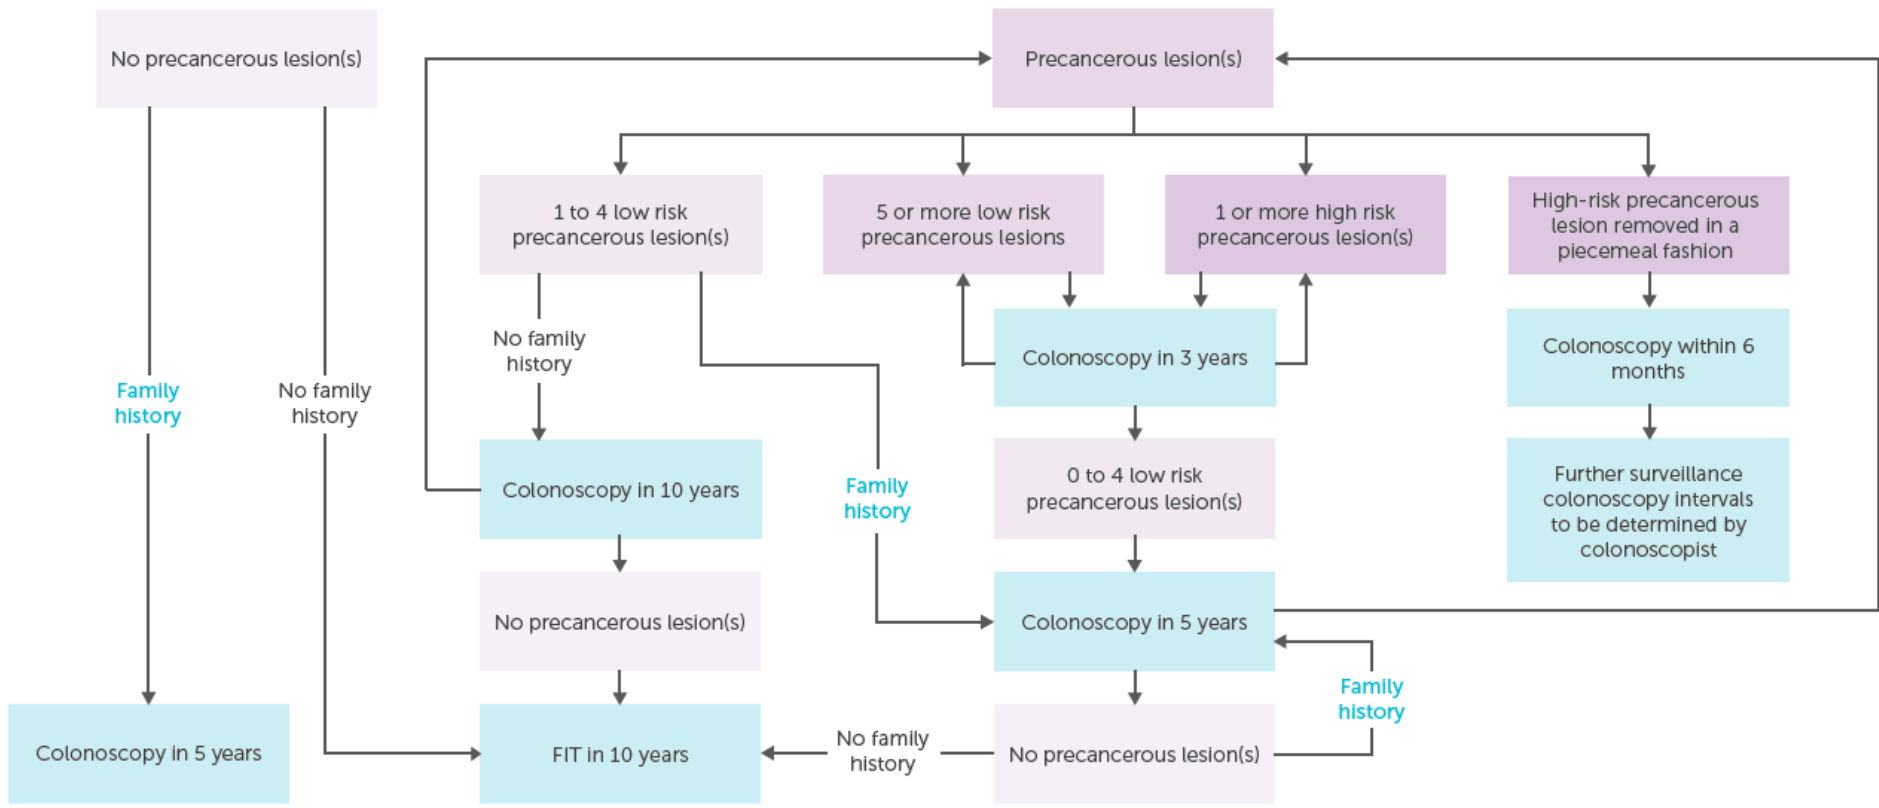 No precancerous lesion(s)
Precancerous lesion(s)
1 to 4 low risk
precancerous lesion(s)
5 or more low risk
precancerous lesions
1 or more high risk
precancerous lesion(s)
High-risk precancerous
lesion removed in a
piecemeal fashion
No family
history
Colonoscopy in 3 years
Colonoscopy within 6
months
Family
history
No family
history
Colonoscopy in 10 years
Family
history
0 to 4 low risk
precancerous lesion(s)
Further surveillance
colonoscopy intervals
to be determined by
colonoscopist
No precancerous lesion(s)
Colonoscopy in 5 years
Family
history
Colonoscopy in 5 years
FIT in 10 years
No family
history
No precancerous lesion(s)